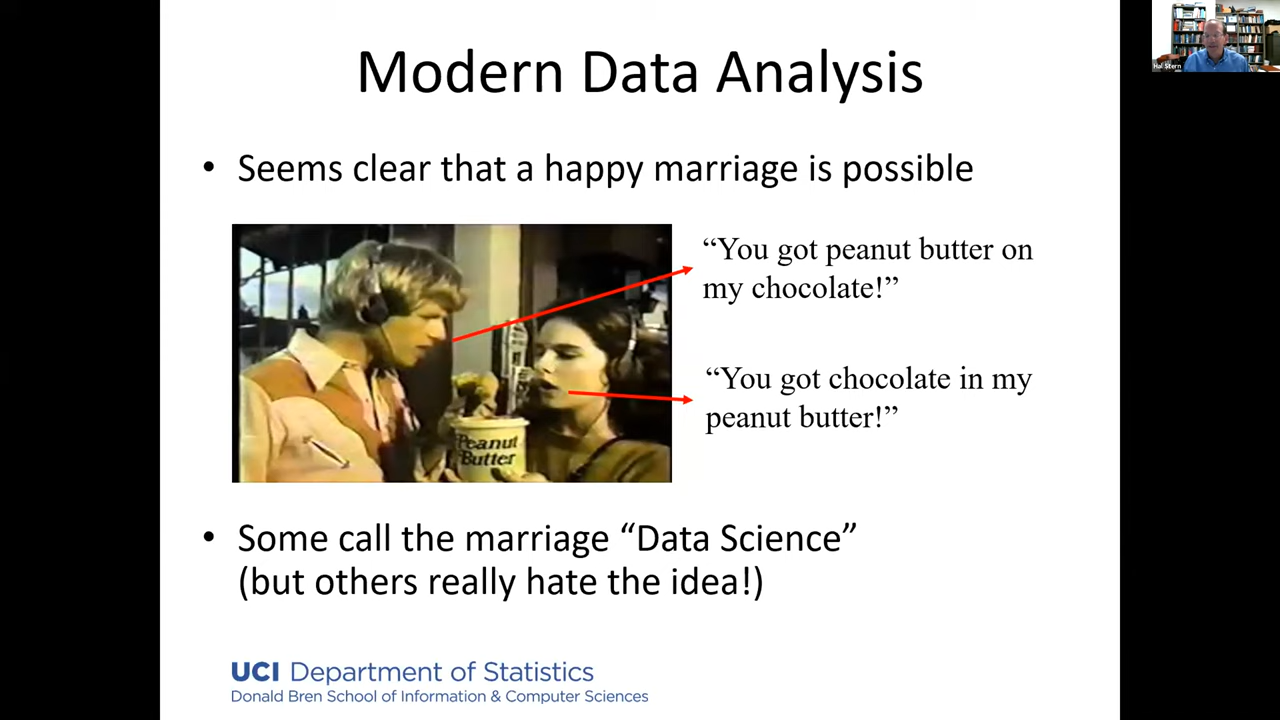 Hal Stern
Modern Data Analysis
• Seems clear that a happy marriage is possible
“You got peanut butter on
my chocolate!”
Peanut
Butter
“You got chocolate in my
peanut butter!”
• Some call the marriage “Data Science”
(but others really hate the idea!)
UCI Department of Statistics
Donald Bren School of Information & Computer Sciences